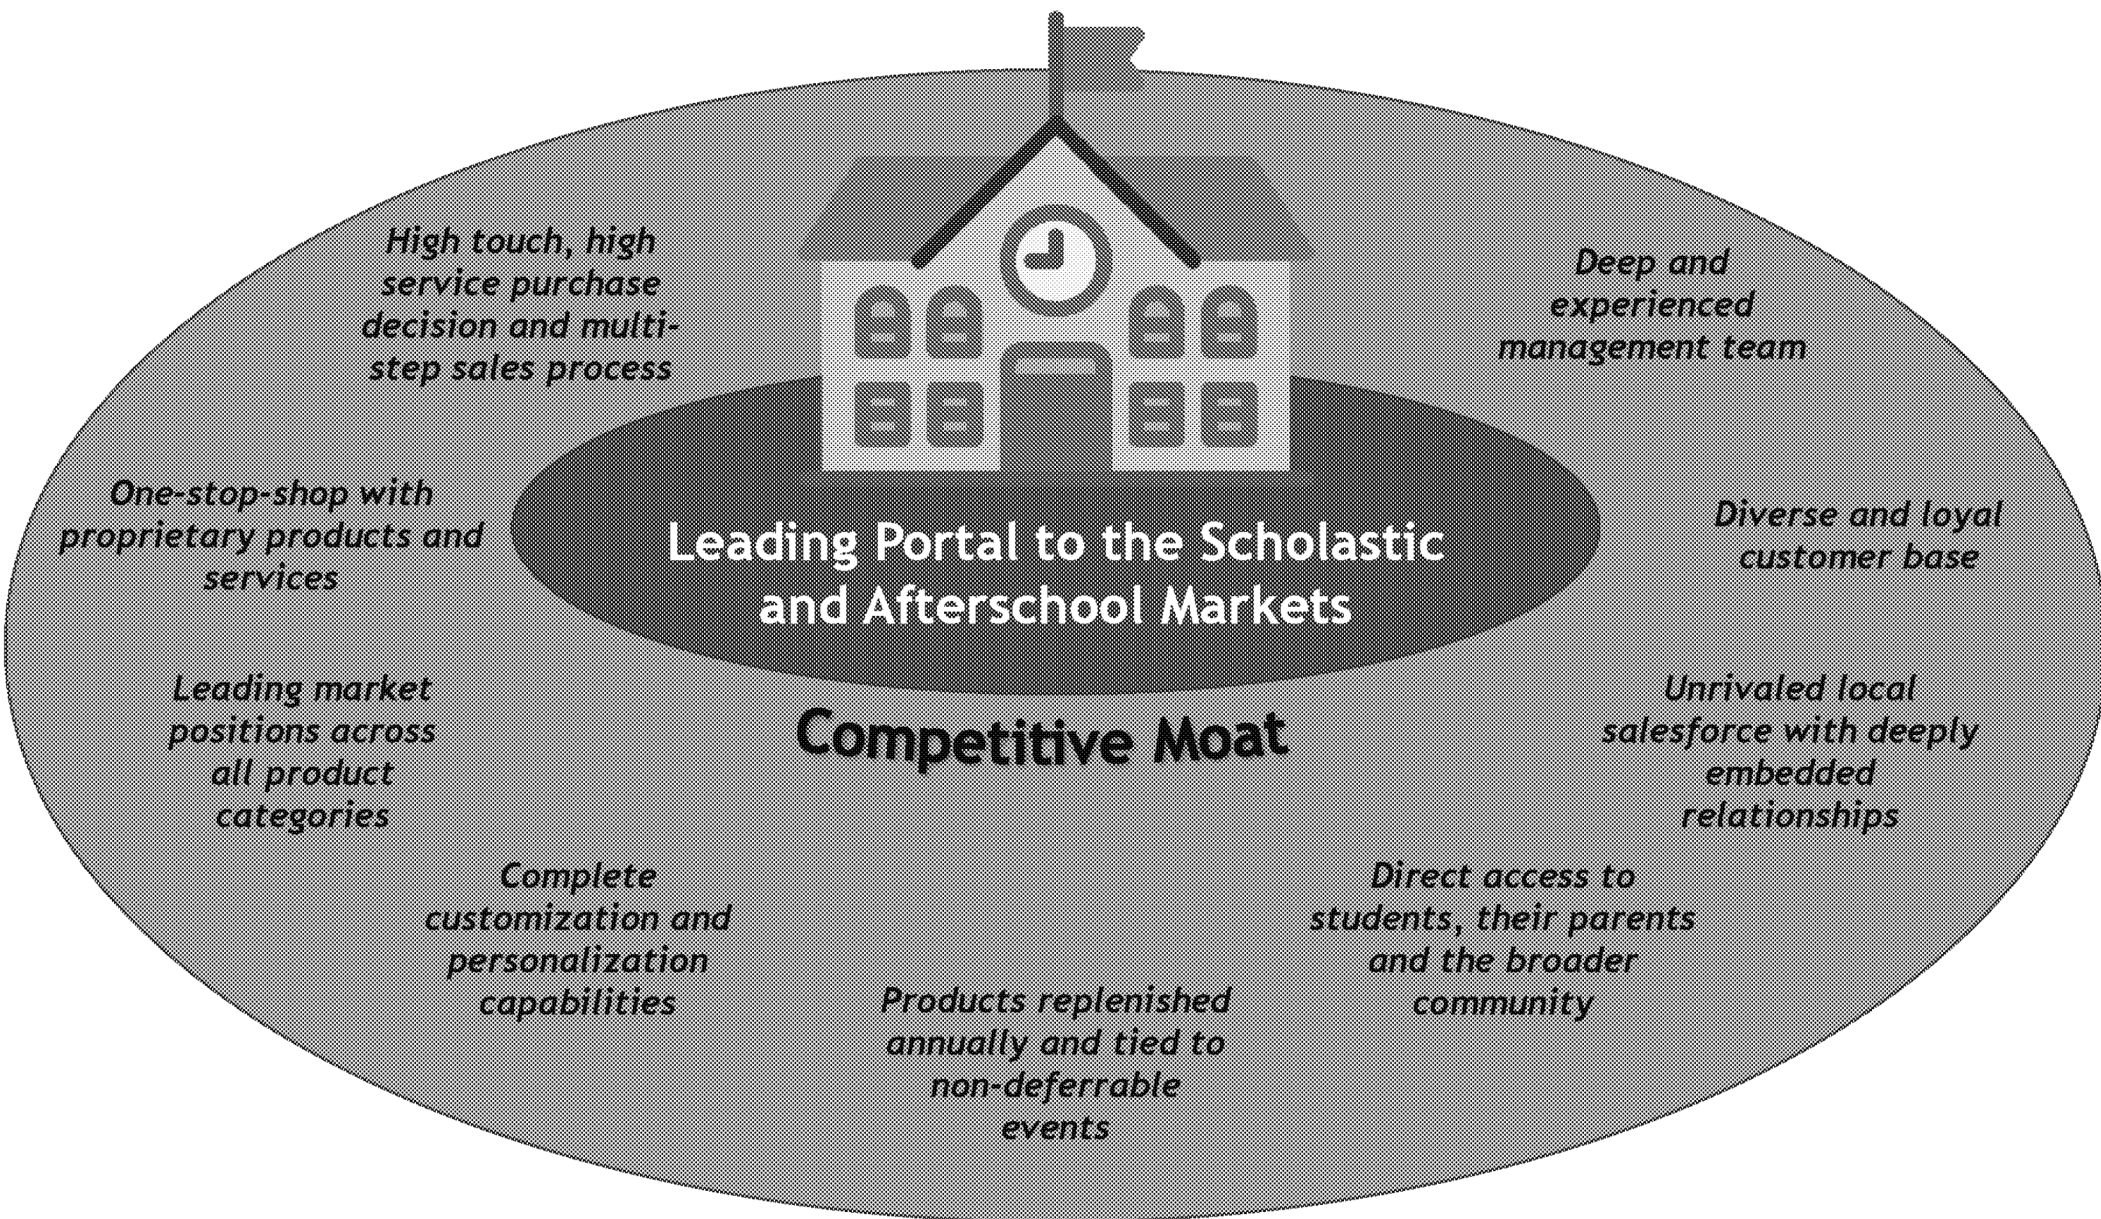 High touch, high
service purchase
decision and multi-
step sales process
Deep and
experienced
management team
One-stop-shop with
proprietary products and
services
Leading Portal to the Scholastic
and Afterschool Markets
Diverse and loyal
customer base
Leading market
positions across
all product
categories
Competitive Moat
Unrivaled local
salesforce with deeply
embedded
relationships
Complete
customization and
personalization
capabilities
Products replenished
annually and tied to
non-deferrable
events
Direct access to
students, their parents
and the broader
community